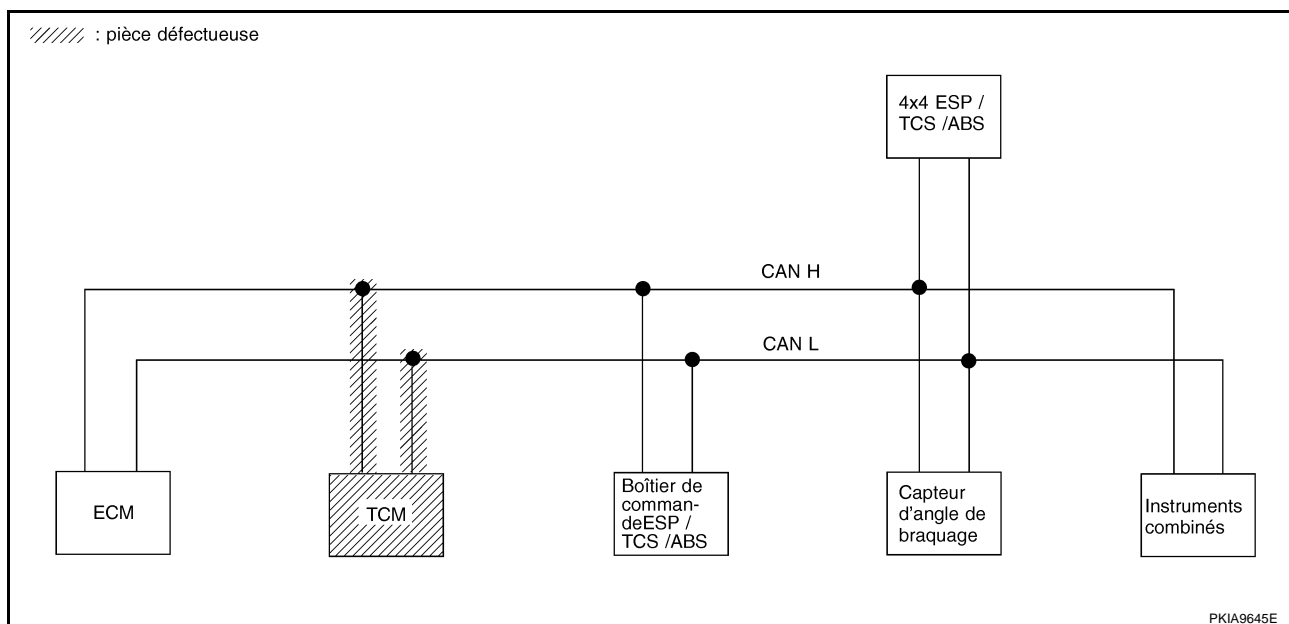 : pièce défectueuse
4x4 ESP /
TCS /ABS
CAN H
CAN L
ECM
TCM
Boîtier de
comman-
deESP /
TCS /ABS
Capteur
d'angle de
braquage
Instruments
combinés
PKIA9645E